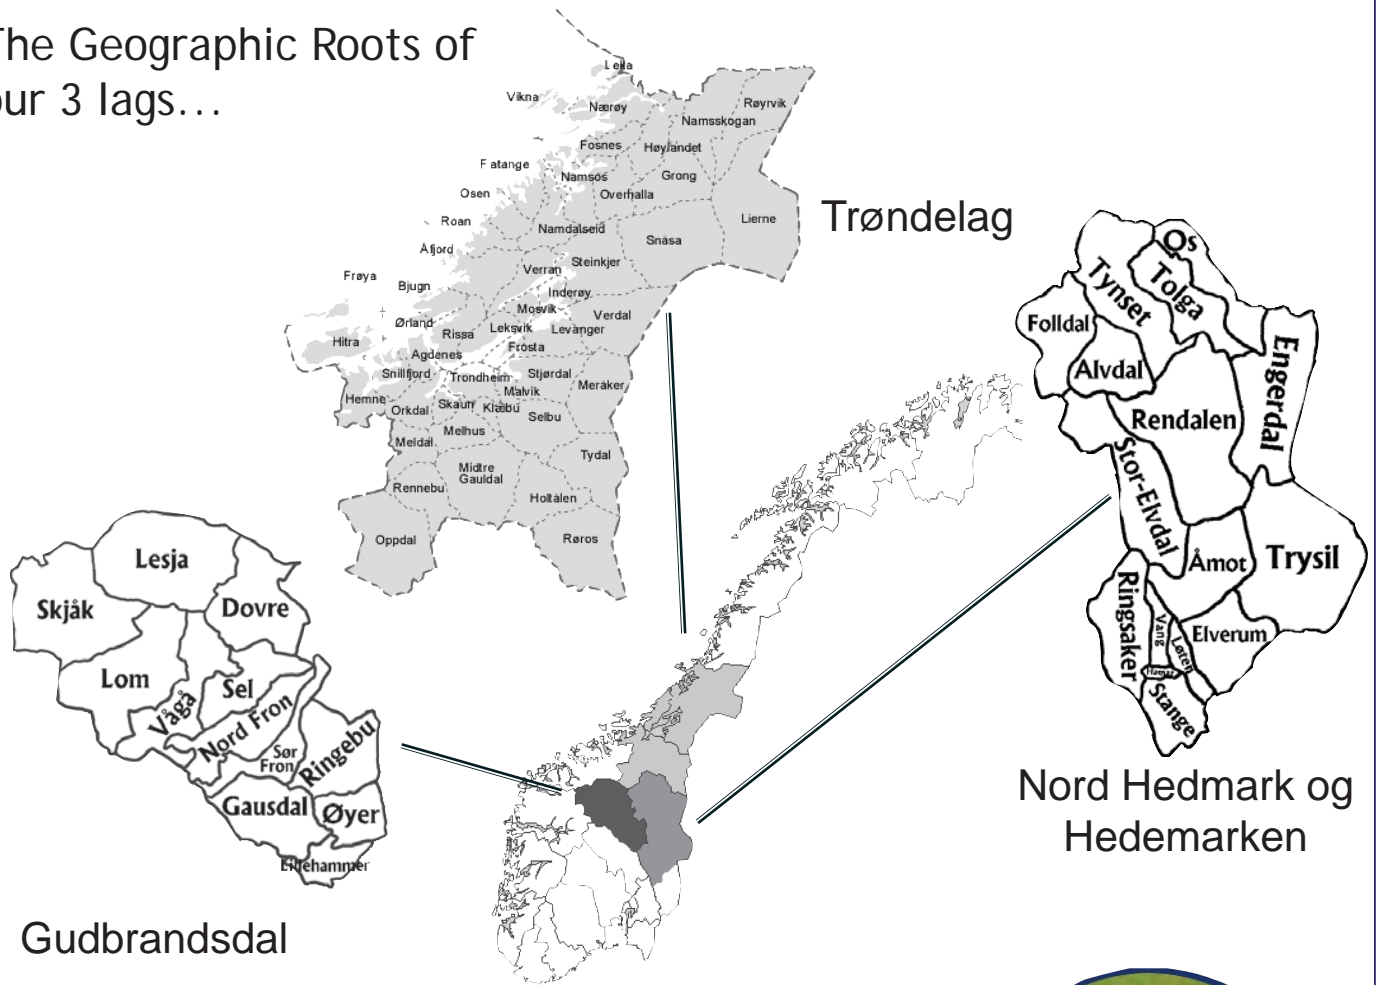 The Geographic Roots of
our 3 lags...
Leka
Vikna
Nærøy
Røyrvik
Namsskogan
Fosnes
Høylandet
F atange
Namsos
Grong
Osen
Overhalla
Roan
Lierne
Namdalseid
Snåsa
Åfjord
Steinkjer
Verran
Frøya
Bjugn
Inderøy
Mosvik
Verdal
Ørland
Leksvik
Levanger
Rissa
Hitra
Frosta
Agdenes
Snillfjord
Trondheim
Stjørdal
Meråker
Malvik
Hemne
Orkdal
Skaun
Klæbu
Selbu
Melhus
Meldal
Tydal
Midtre
Gauldal
Rennebu
Holtålen
Oppdal
Røros
Trøndelag
Os
Tynset
Tolga
Folldal
Alvdal
Engerdal
Rendalen
Stor-Elvdal
Åmot
Trysil
Ringsaker
Vang
Løten
Elverum
Hamar
Stange
Nord Hedmark og
Hedemarken
Lesja
Skjåk
Dovre
Lom
Vågå
Sel
Nord Fron
Sør
Fron
Ringebu
Gausdal
Øyer
Lillehammer
Gudbrandsdal